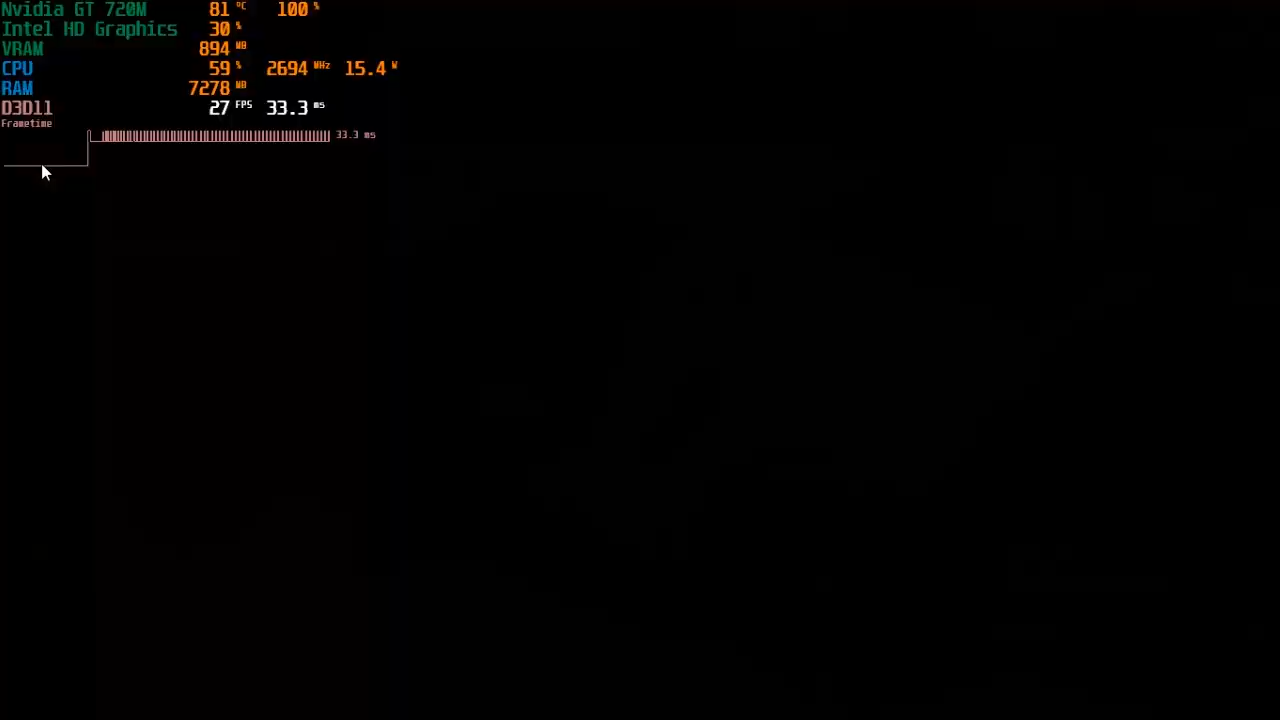 Nvidia GT 720M 81 °C 100 %
Intel HD Graphics 30 %
VRAM 894 MB
CPU 59 % 2694 MHz 15.4 W
RAM 7278 MB
D3D11 27 FPS 33.3 ms
Frametime
33.3 ms